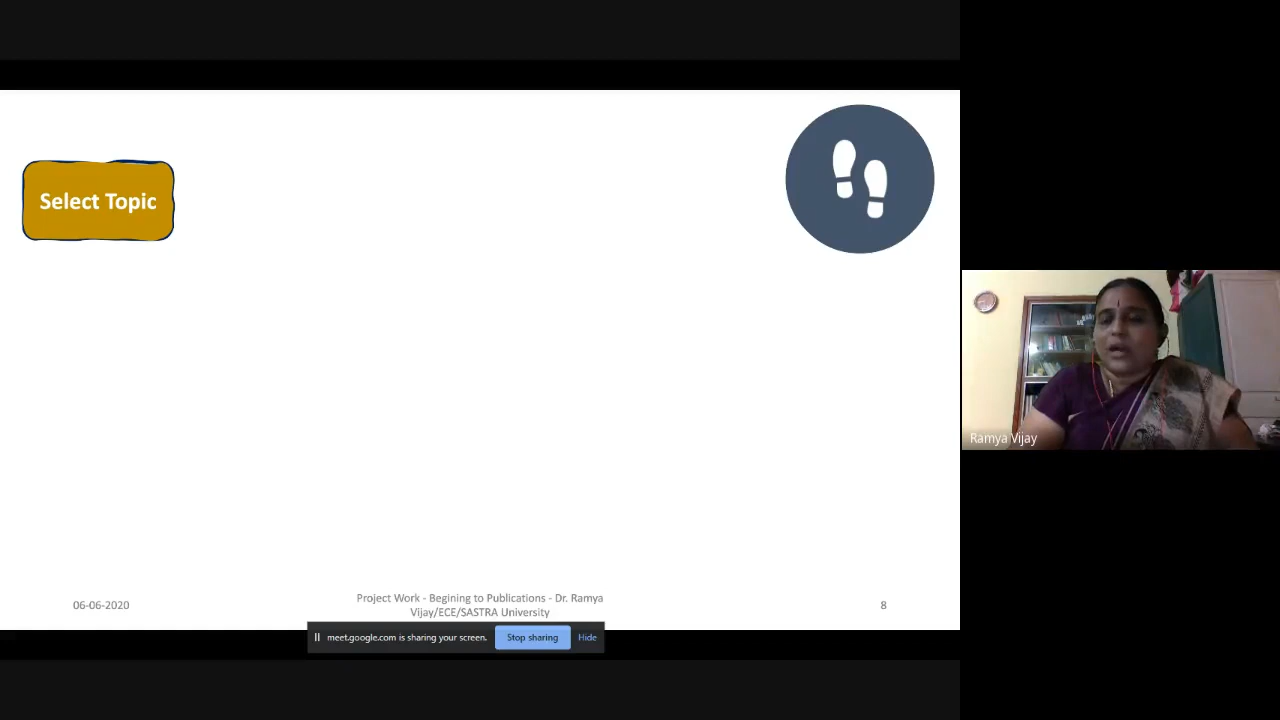 Select Topic
Ramya Vijay
06-06-2020
Project Work - Begining to Publications - Dr. Ramya
Vijay/ECE/SASTRA University
8
meet.google.com is sharing your screen.
Stop sharing
Hide